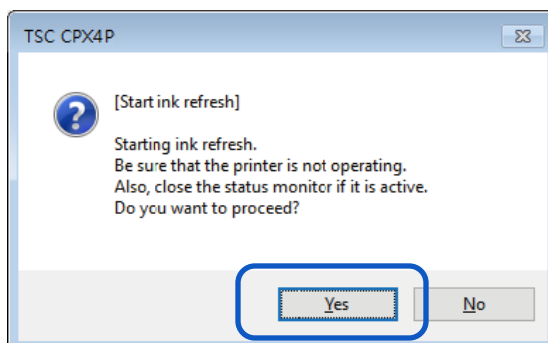 TSC CPX4P
[Start ink refresh]
Starting ink refresh.
Be sure that the printer is not operating.
Also, close the status monitor if it is active.
Do you want to proceed?
Yes
No